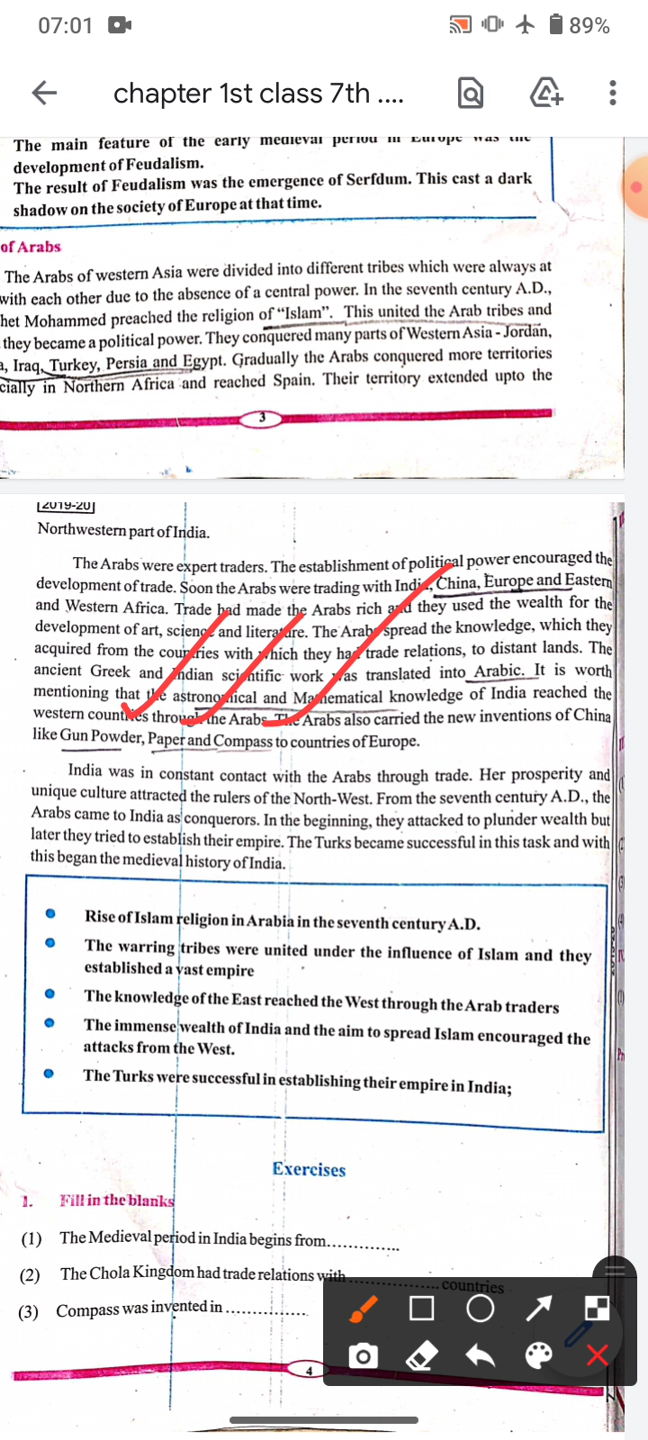 07:01
89%
chapter 1st class 7th ....
The main feature of the early medieval period in Europe was the
development of Feudalism.
The result of Feudalism was the emergence of Serfdum. This cast a dark
shadow on the society of Europe at that time.
of Arabs
The Arabs of western Asia were divided into different tribes which were always at
with each other due to the absence of a central power. In the seventh century A.D.,
het Mohammed preached the religion of “Islam”. This united the Arab tribes and
they became a political power. They conquered many parts of Western Asia - Jordan,
a, Iraq, Turkey, Persia and Egypt. Gradually the Arabs conquered more territories
cially in Northern Africa and reached Spain. Their territory extended upto the
3
[2019-20]
Northwestern part of India.
The Arabs were expert traders. The establishment of political power encouraged the
development of trade. Soon the Arabs were trading with India, China, Europe and Eastern
and Western Africa. Trade had made the Arabs rich and they used the wealth for the
development of art, science and literature. The Arabs spread the knowledge, which they
acquired from the countries with which they had trade relations, to distant lands. The
ancient Greek and Indian scientific work was translated into Arabic. It is worth
mentioning that the astronomical and Mathematical knowledge of India reached the
western countries through the Arabs. The Arabs also carried the new inventions of China
like Gun Powder, Paper and Compass to countries of Europe.
India was in constant contact with the Arabs through trade. Her prosperity and
unique culture attracted the rulers of the North-West. From the seventh century A.D., the
Arabs came to India as conquerors. In the beginning, they attacked to plunder wealth but
later they tried to establish their empire. The Turks became successful in this task and with
this began the medieval history of India.
Rise of Islam religion in Arabia in the seventh century A.D.
The warring tribes were united under the influence of Islam and they
established a vast empire
The knowledge of the East reached the West through the Arab traders
The immense wealth of India and the aim to spread Islam encouraged the
attacks from the West.
The Turks were successful in establishing their empire in India;
Exercises
1. Fill in the blanks
(1) The Medieval period in India begins from..............
(2) The Chola Kingdom had trade relations with .................. countries
(3) Compass was invented in ...............
4